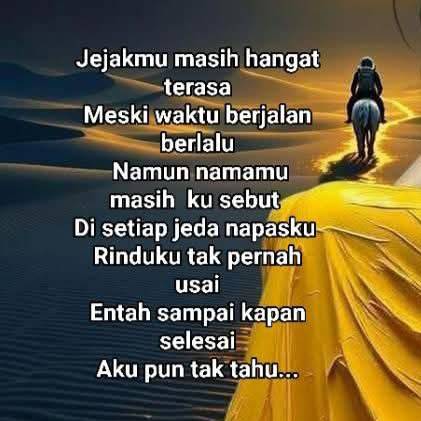 Jejakmu masih hangat
terasa
Meski waktu berjalan
berlalu
Namun namamu
masih ku sebut
Di setiap jeda napasku
Rinduku tak pernah
usai
Entah sampai kapan
selesai
Aku pun tak tahu...